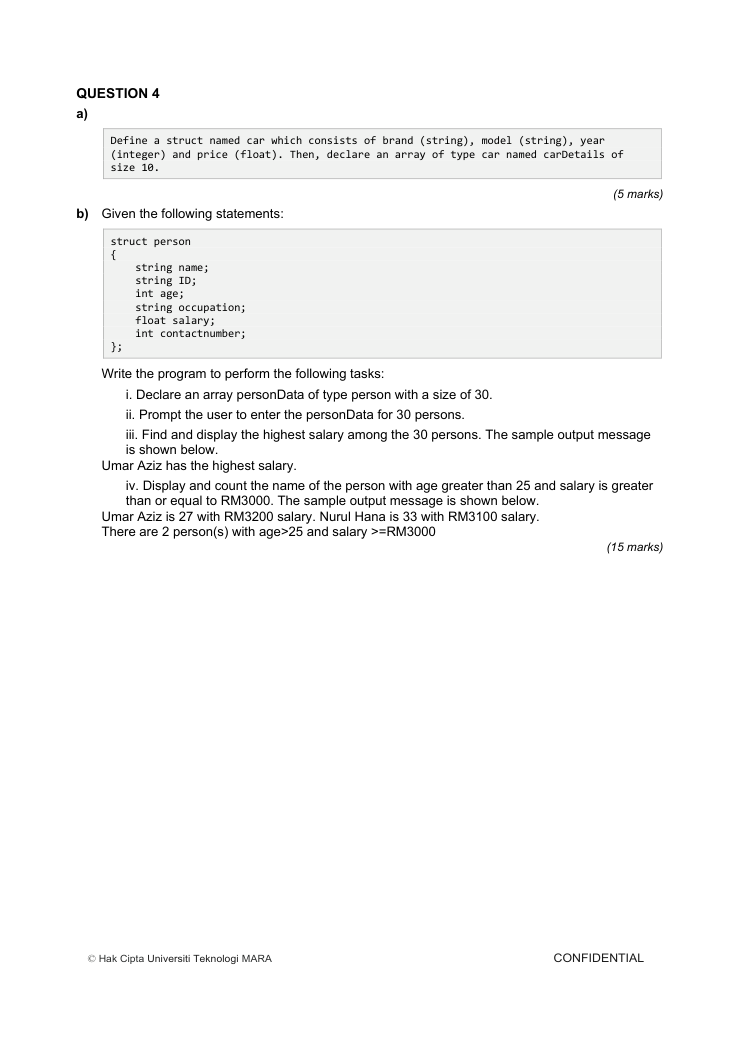 QUESTION 4
a)
Define a struct named car which consists of brand (string), model (string), year
(integer) and price (float). Then, declare an array of type car named carDetails of
size 10.
(5 marks)
b) Given the following statements:
struct person
{
    string name;
    string ID;
    int age;
    string occupation;
    float salary;
    int contactnumber;
};
Write the program to perform the following tasks:
i. Declare an array personData of type person with a size of 30.
ii. Prompt the user to enter the personData for 30 persons.
iii. Find and display the highest salary among the 30 persons. The sample output message
is shown below.
Umar Aziz has the highest salary.
iv. Display and count the name of the person with age greater than 25 and salary is greater
than or equal to RM3000. The sample output message is shown below.
Umar Aziz is 27 with RM3200 salary. Nurul Hana is 33 with RM3100 salary.
There are 2 person(s) with age>25 and salary >=RM3000
(15 marks)
© Hak Cipta Universiti Teknologi MARA CONFIDENTIAL